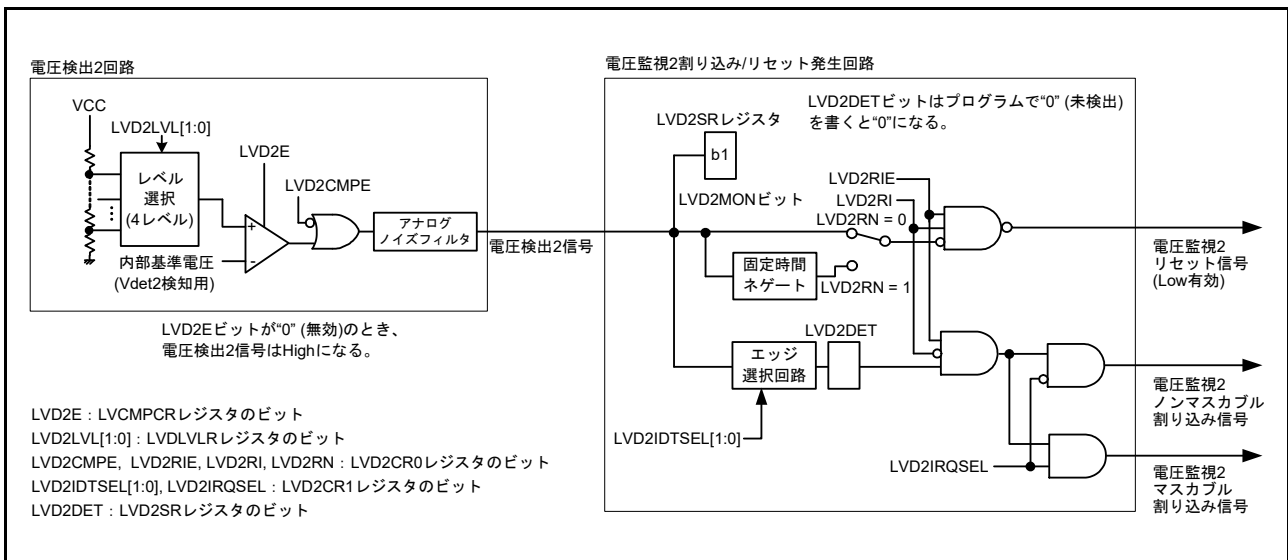 電圧検出2回路
VCC
LVD2LVL[1:0]
レベル
選択
(4レベル)
LVD2E
LVD2CMPE
+
-
内部基準電圧
(Vdet2検知用)
アナログ
ノイズフィルタ
電圧検出2信号
LVD2Eビットが“0” (無効)のとき、
電圧検出2信号はHighになる。
電圧監視2割り込み/リセット発生回路
LVD2DETビットはプログラムで“0” (未検出)
を書くと“0”になる。
LVD2SRレジスタ
b1
LVD2MONビット
LVD2RIE
LVD2RI
LVD2RN = 0
固定時間
ネゲート
LVD2RN = 1
電圧監視2
リセット信号
(Low有効)
エッジ
選択回路
LVD2DET
LVD2IDTSEL[1:0]
LVD2IRQSEL
電圧監視2
ノンマスカブル
割り込み信号
電圧監視2
マスカブル
割り込み信号
LVD2E : LVCMPCRレジスタのビット
LVD2LVL[1:0] : LVDLVLRレジスタのビット
LVD2CMPE, LVD2RIE, LVD2RI, LVD2RN : LVD2CR0レジスタのビット
LVD2IDTSEL[1:0], LVD2IRQSEL : LVD2CR1レジスタのビット
LVD2DET : LVD2SRレジスタのビット